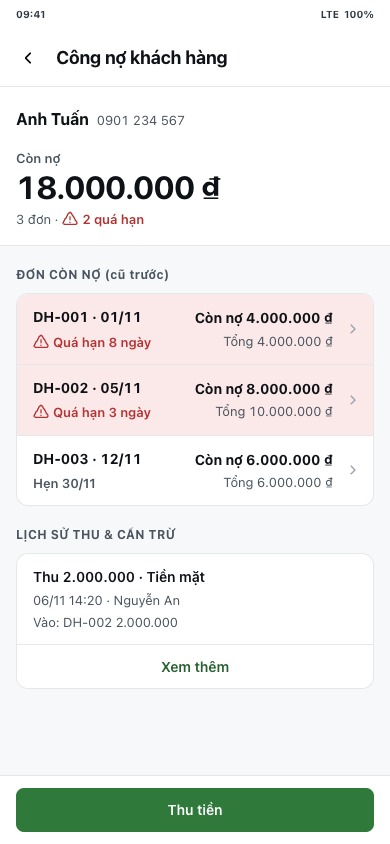 09:41 LTE 100%
Công nợ khách hàng
Anh Tuấn 0901 234 567
Còn nợ
18.000.000 ₫
3 đơn · 2 quá hạn
ĐƠN CÒN NỢ (cũ trước)
DH-001 · 01/11 Còn nợ 4.000.000 ₫
Quá hạn 8 ngày Tổng 4.000.000 ₫
DH-002 · 05/11 Còn nợ 8.000.000 ₫
Quá hạn 3 ngày Tổng 10.000.000 ₫
DH-003 · 12/11 Còn nợ 6.000.000 ₫
Hẹn 30/11 Tổng 6.000.000 ₫
LỊCH SỬ THU & CẤN TRỪ
Thu 2.000.000 · Tiền mặt
06/11 14:20 · Nguyễn An
Vào: DH-002 2.000.000
Xem thêm
Thu tiền